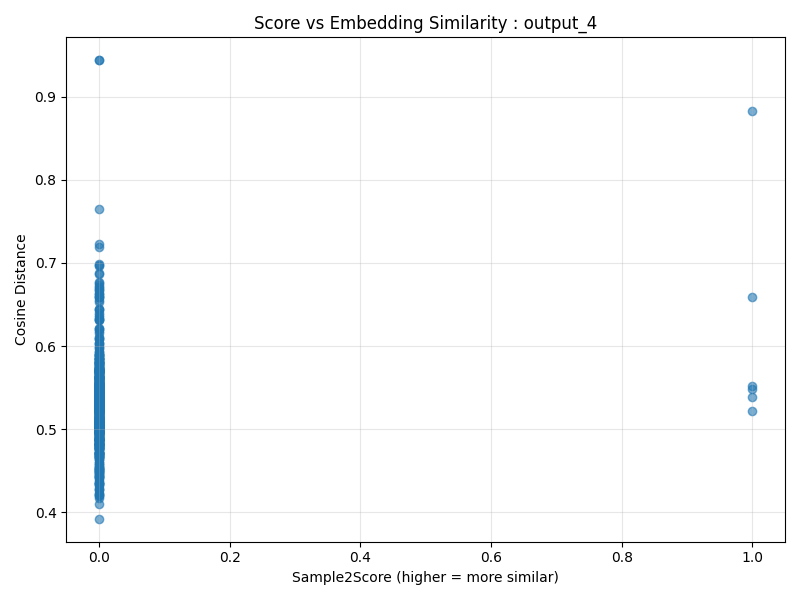 Score vs Embedding Similarity : output_4
Cosine Distance
0.9
0.8
0.7
0.6
0.5
0.4
0.0 0.2 0.4 0.6 0.8 1.0
Sample2Score (higher = more similar)